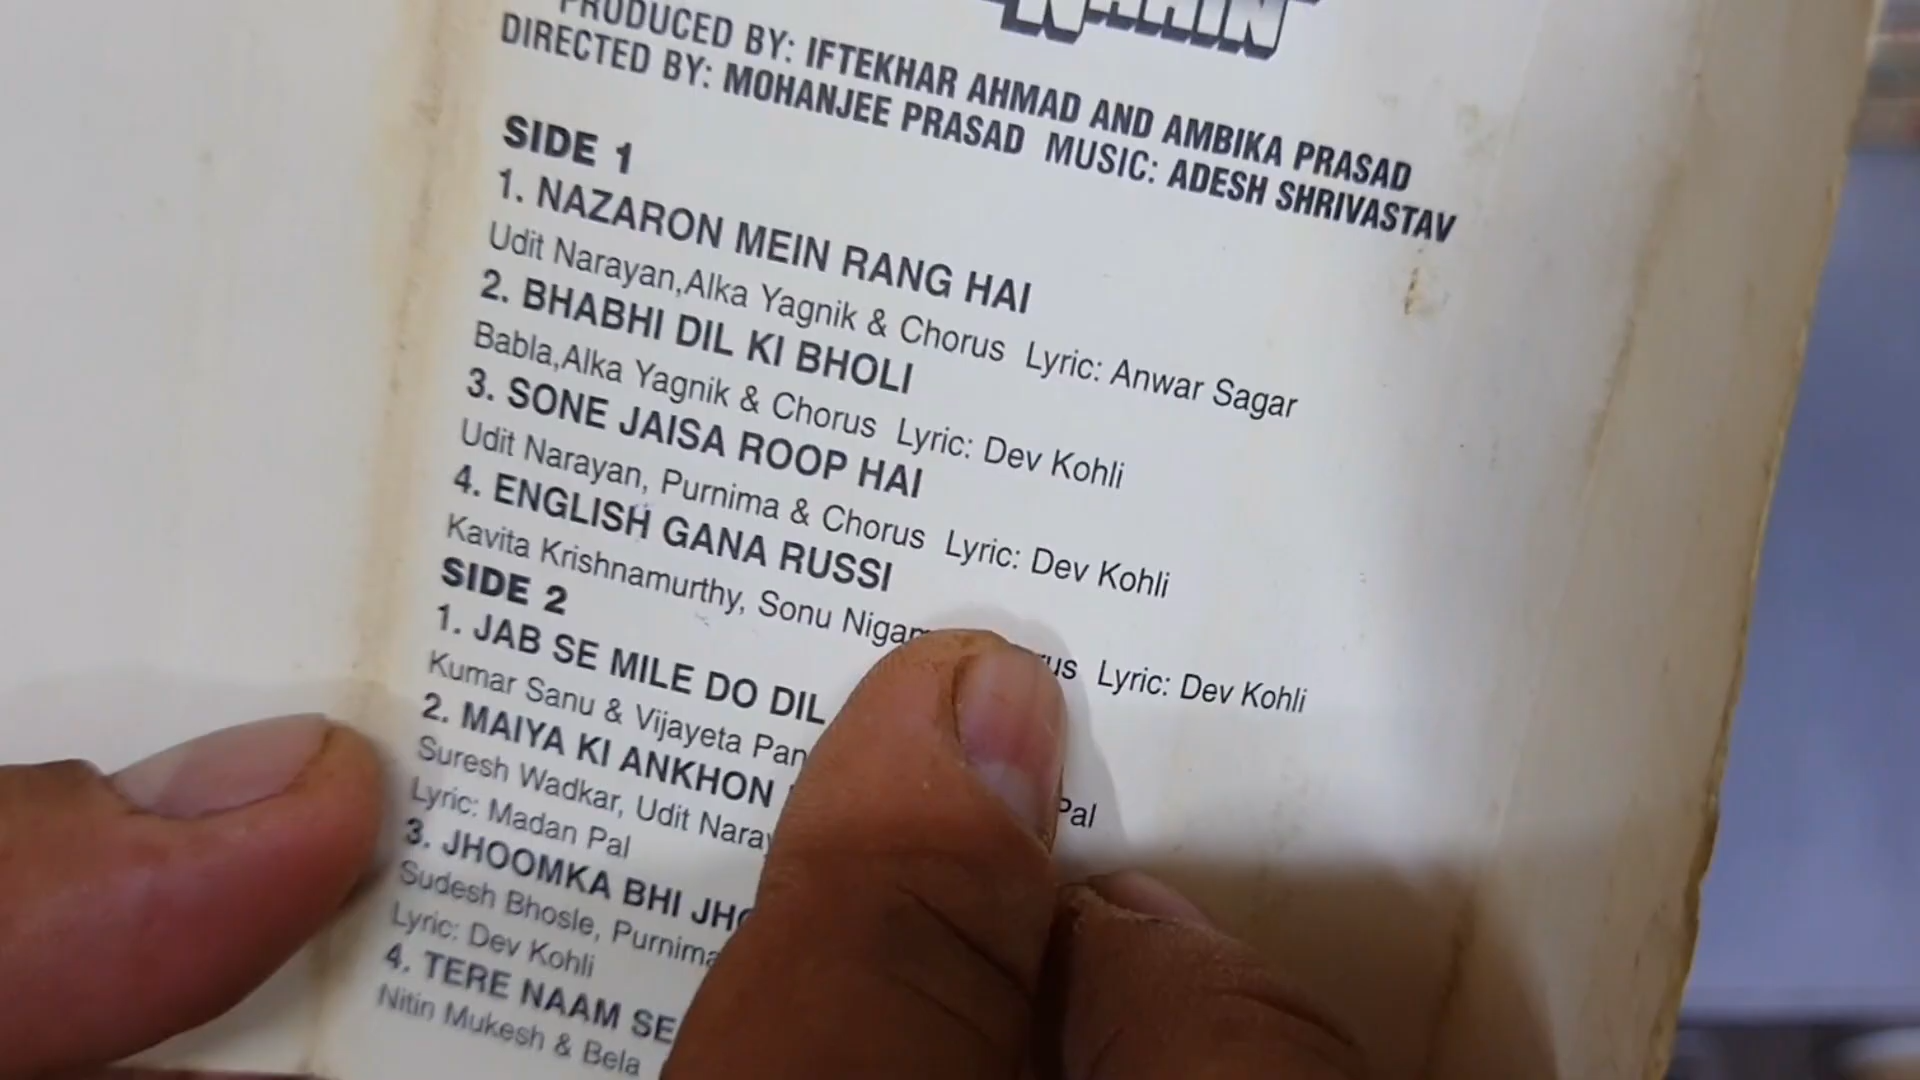 PRODUCED BY: IFTEKHAR AHMAD AND AMBIKA PRASAD
DIRECTED BY: MOHANJEE PRASAD MUSIC: ADESH SHRIVASTAV
SIDE 1
1. NAZARON MEIN RANG HAI
Udit Narayan,Alka Yagnik & Chorus Lyric: Anwar Sagar
2. BHABHI DIL KI BHOLI
Babla,Alka Yagnik & Chorus Lyric: Dev Kohli
3. SONE JAISA ROOP HAI
Udit Narayan, Purnima & Chorus Lyric: Dev Kohli
4. ENGLISH GANA RUSSI
Kavita Krishnamurthy, Sonu Lyric: Dev Kohli
SIDE 2
1. JAB SE MILE DO DIL
Kumar Sanu & Vijayeta Pal
2. MAIYA KI ANKHON
Suresh Wadkar, Udit
Lyric: Madan Pal
3. JHOOMKA BHI
Sudesh Bhosle, Purnima
Lyric: Dev Kohli
4. TERE NAAM SE
Nitin Mukesh & Bela